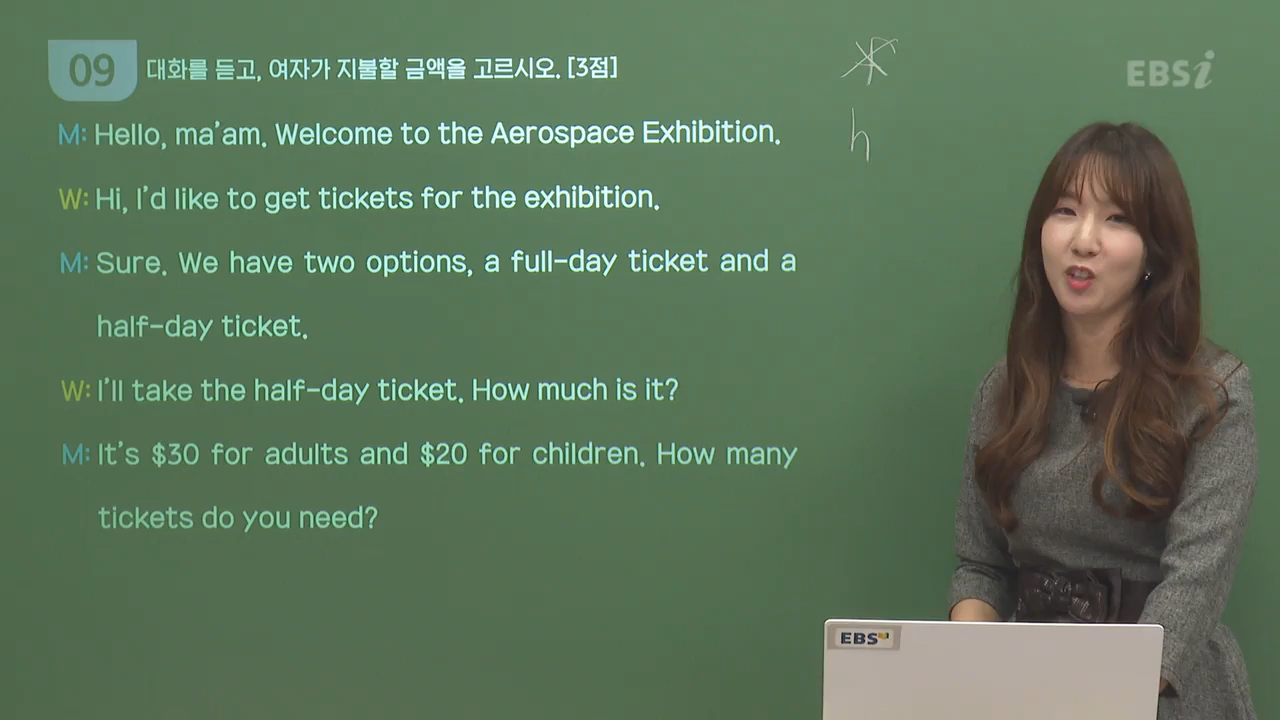 09 대화를 듣고, 여자가 지불할 금액을 고르시오. [3점]
EBSi
M: Hello, ma'am. Welcome to the Aerospace Exhibition.
h
W: Hi, I'd like to get tickets for the exhibition.
M: Sure. We have two options, a full-day ticket and a
half-day ticket.
W: I'll take the half-day ticket. How much is it?
M: It's $30 for adults and $20 for children. How many
tickets do you need?
EBS